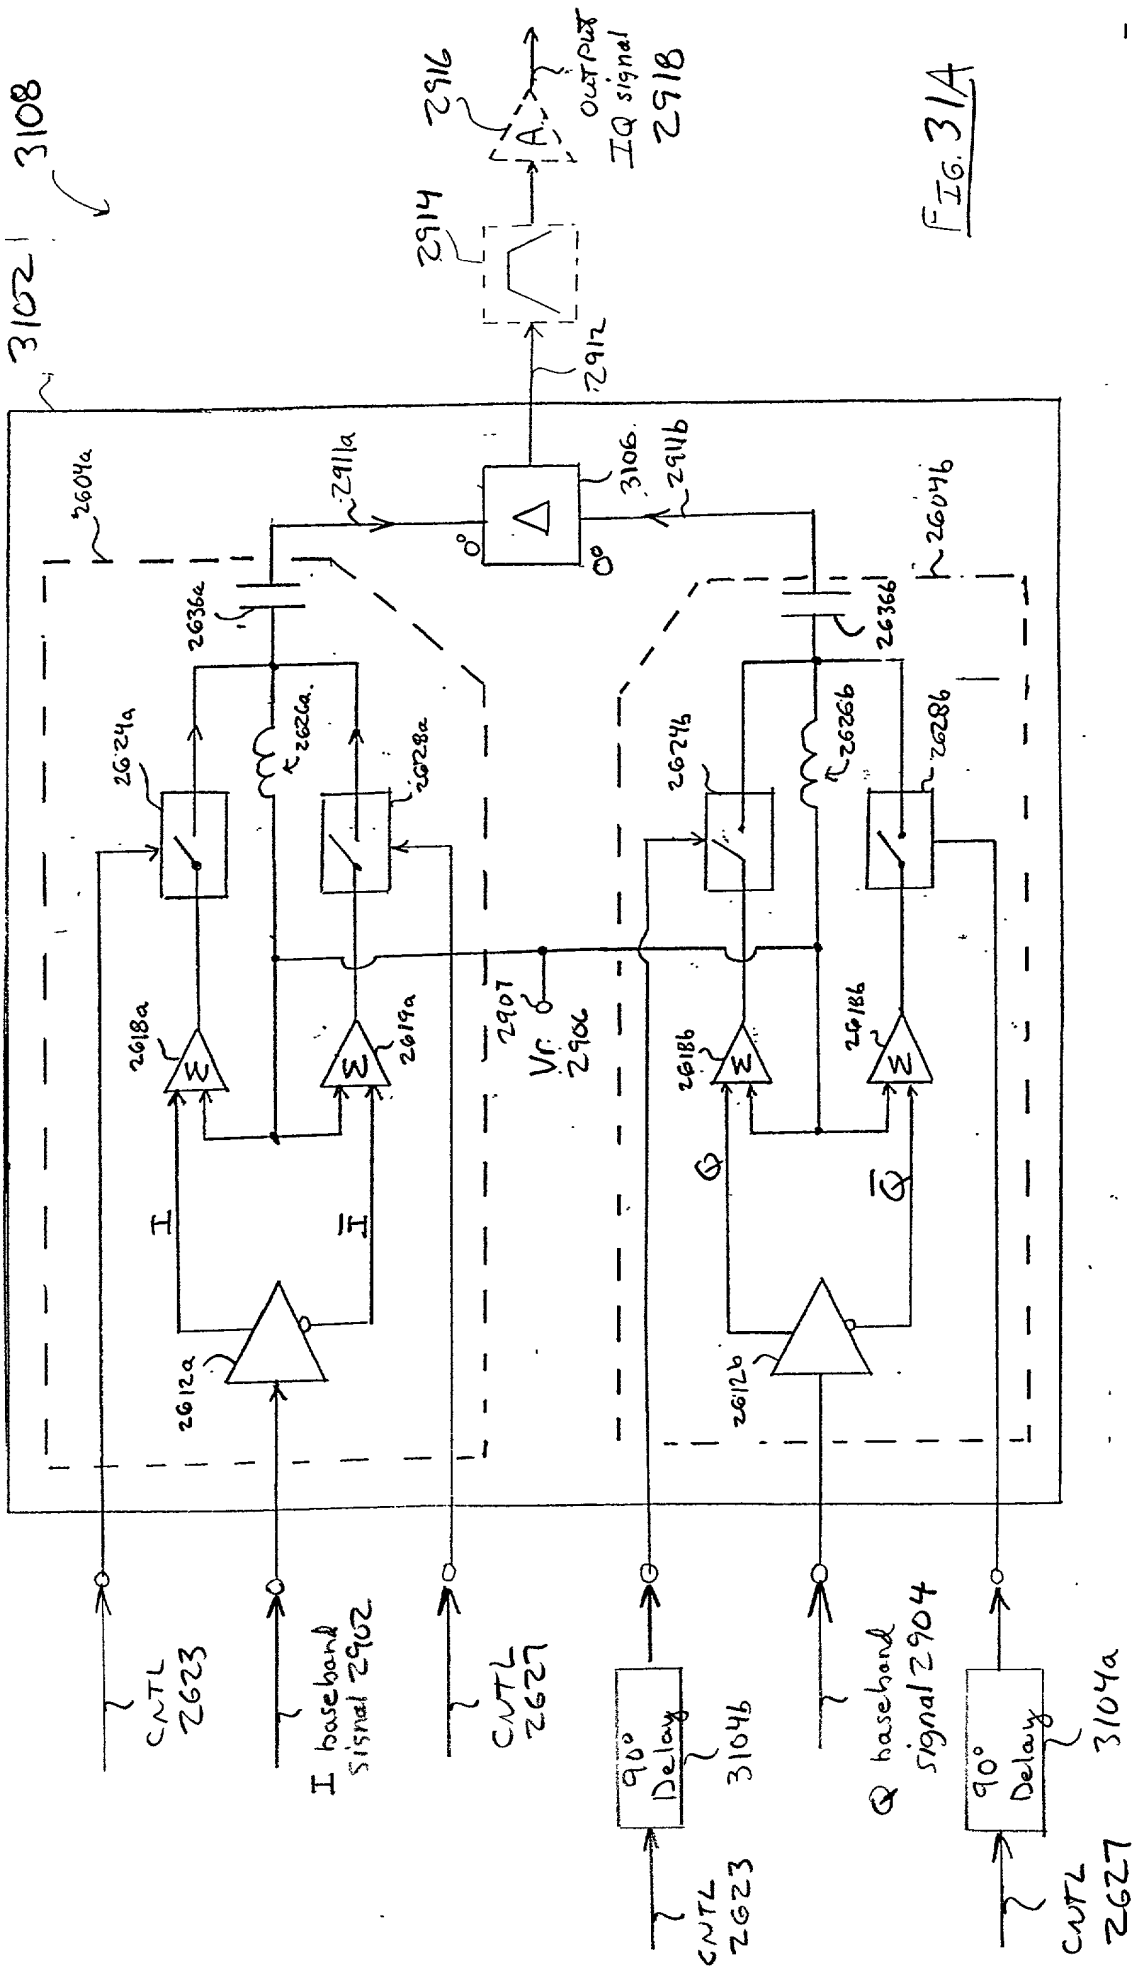 3102
3108
2604a
2911a
2636a
2624a
2626a.
2628a
2618a
2619a
I
I̅
2612a
CNTL
2623
I baseband
signal 2902
CNTL
2627
0°
Δ
3106
0°
2911b
2912
2914
2916
A
OUTPUT
IQ signal
2918
2907
Vr
2906
Σ
Σ
2604b
2636b
2624b
2626b
2628b
2618b
2618b
Σ
Σ
Q
Q̅
2612b
90°
Delay
3104b
CNTL
2623
Q baseband
signal 2904
90°
Delay
3104a
CNTL
2627
FIG. 31A